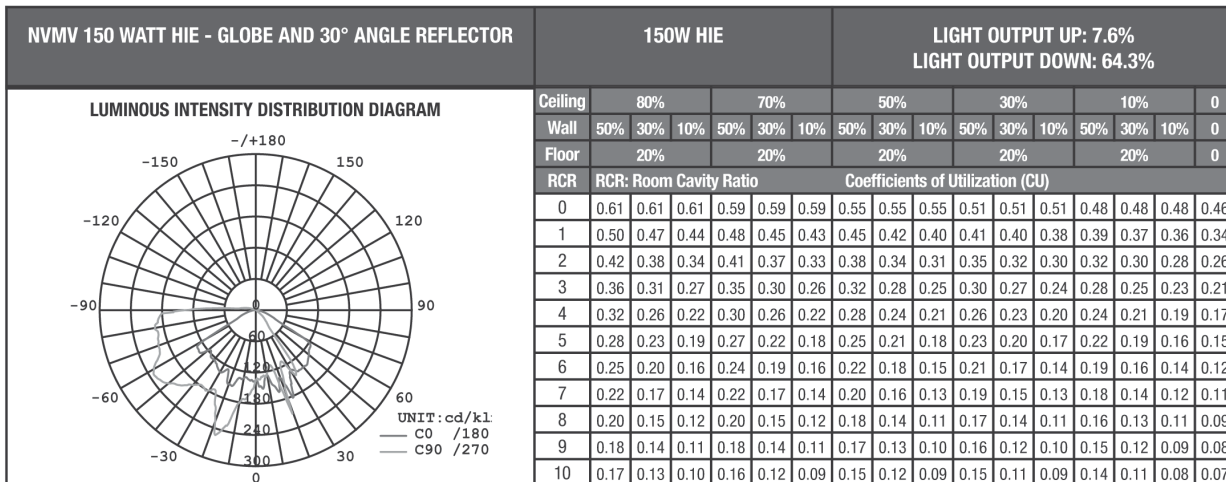 NVMV 150 WATT HIE - GLOBE AND 30° ANGLE REFLECTOR
150W HIE
LIGHT OUTPUT UP: 7.6%
LIGHT OUTPUT DOWN: 64.3%
LUMINOUS INTENSITY DISTRIBUTION DIAGRAM
-/+180
-150 150
-120 120
-90 0 90
60
120
-60 180 60
240
-30 300 30
0
UNIT:cd/kl
C0 /180
C90 /270
Ceiling 80% 70% 50% 30% 10% 0
Wall 50% 30% 10% 50% 30% 10% 50% 30% 10% 50% 30% 10% 50% 30% 10% 0
Floor 20% 20% 20% 20% 20% 0
RCR RCR: Room Cavity Ratio Coefficients of Utilization (CU)
0 0.61 0.61 0.61 0.59 0.59 0.59 0.55 0.55 0.55 0.51 0.51 0.51 0.48 0.48 0.48 0.46
1 0.50 0.47 0.44 0.48 0.45 0.43 0.45 0.42 0.40 0.41 0.40 0.38 0.39 0.37 0.36 0.34
2 0.42 0.38 0.34 0.41 0.37 0.33 0.38 0.34 0.31 0.35 0.32 0.30 0.32 0.30 0.28 0.26
3 0.36 0.31 0.27 0.35 0.30 0.26 0.32 0.28 0.25 0.30 0.27 0.24 0.28 0.25 0.23 0.21
4 0.32 0.26 0.22 0.30 0.26 0.22 0.28 0.24 0.21 0.26 0.23 0.20 0.24 0.21 0.19 0.17
5 0.28 0.23 0.19 0.27 0.22 0.18 0.25 0.21 0.18 0.23 0.20 0.17 0.22 0.19 0.16 0.15
6 0.25 0.20 0.16 0.24 0.19 0.16 0.22 0.18 0.15 0.21 0.17 0.14 0.19 0.16 0.14 0.12
7 0.22 0.17 0.14 0.22 0.17 0.14 0.20 0.16 0.13 0.19 0.15 0.13 0.18 0.14 0.12 0.11
8 0.20 0.15 0.12 0.20 0.15 0.12 0.18 0.14 0.11 0.17 0.14 0.11 0.16 0.13 0.11 0.09
9 0.18 0.14 0.11 0.18 0.14 0.11 0.17 0.13 0.10 0.16 0.12 0.10 0.15 0.12 0.09 0.08
10 0.17 0.13 0.10 0.16 0.12 0.09 0.15 0.12 0.09 0.15 0.11 0.09 0.14 0.11 0.08 0.07